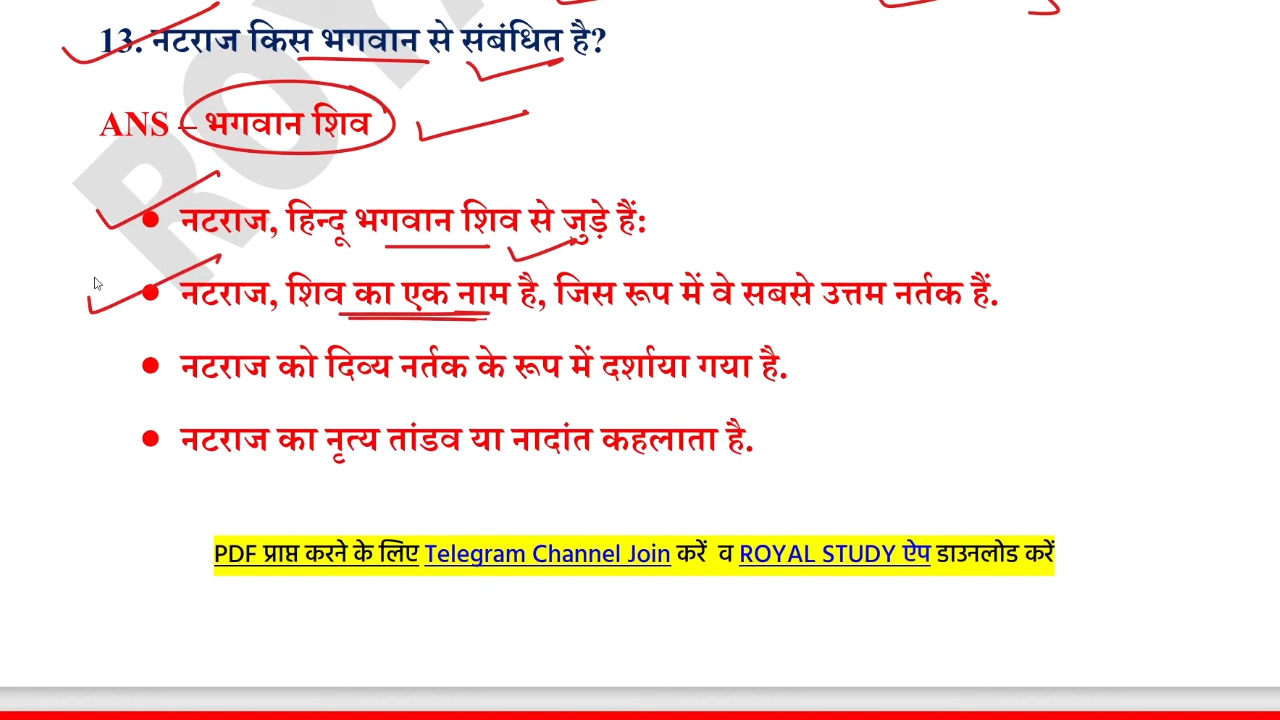 13. नटराज किस भगवान से संबंधित है?
ANS – भगवान शिव
• नटराज, हिन्दू भगवान शिव से जुड़े हैं:
• नटराज, शिव का एक नाम है, जिस रूप में वे सबसे उत्तम नर्तक हैं.
• नटराज को दिव्य नर्तक के रूप में दर्शाया गया है.
• नटराज का नृत्य तांडव या नादांत कहलाता है.
PDF प्राप्त करने के लिए Telegram Channel Join करें व ROYAL STUDY ऐप डाउनलोड करें